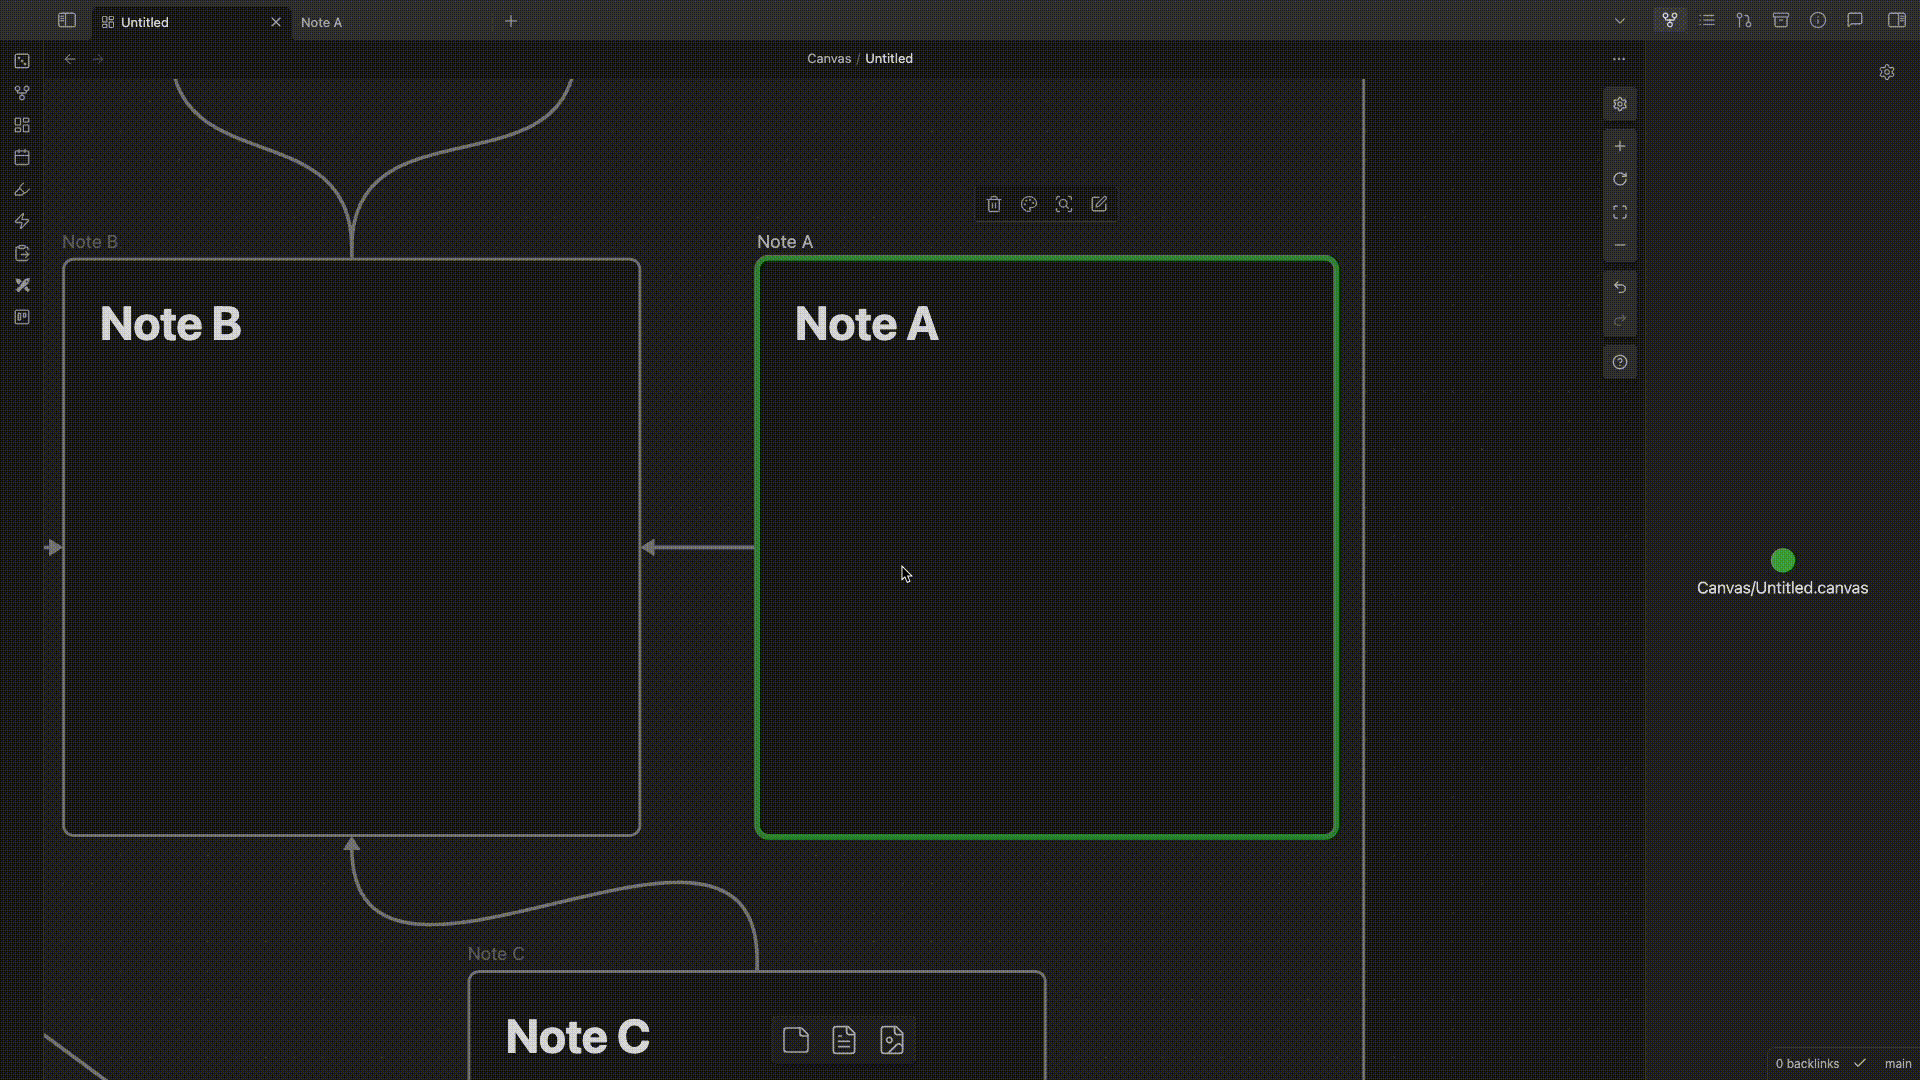 Untitled
Note A
Canvas / Untitled
Note B
Note A
Note B
Note A
Canvas/Untitled.canvas
Note C
Note C
0 backlinks
main